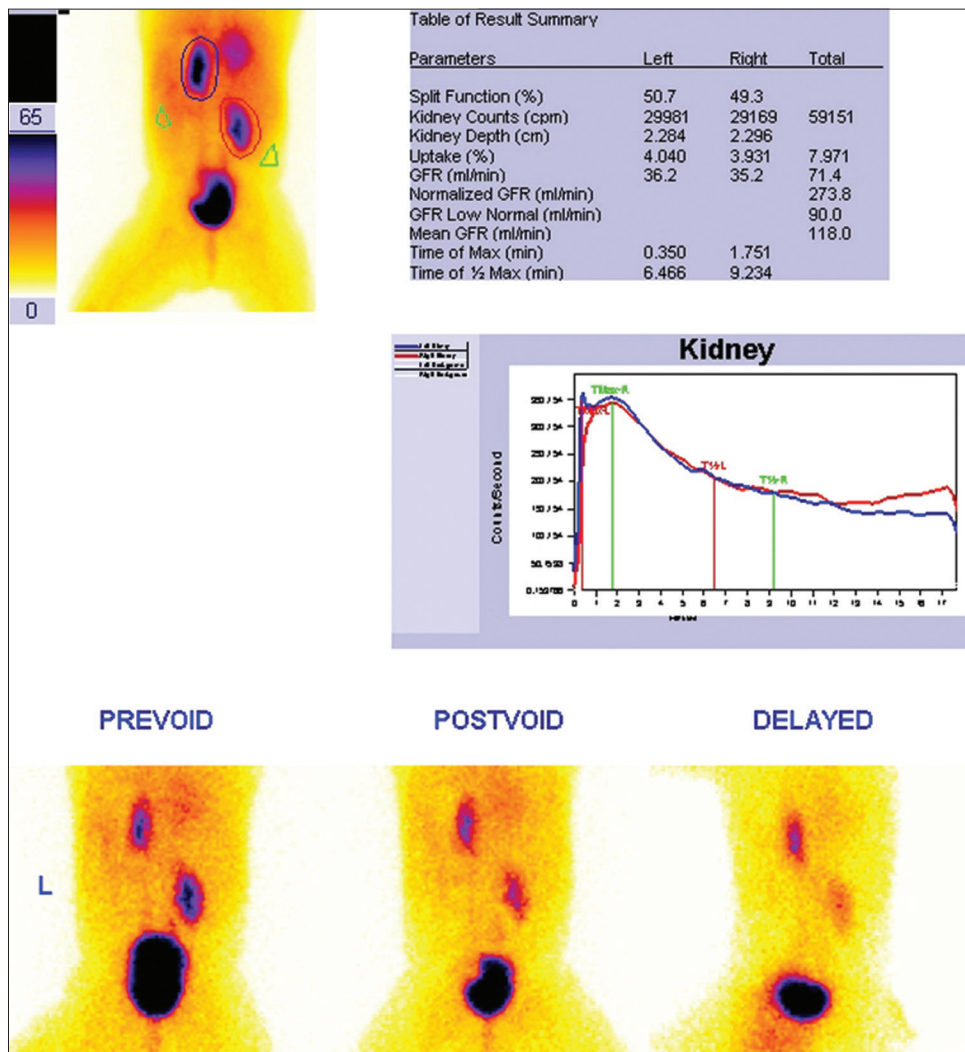 65
0
Table of Result Summary
Parameters Left Right Total
Split Function (%) 50.7 49.3
Kidney Counts (cpm) 29981 29169 59151
Kidney Depth (cm) 2.284 2.296
Uptake (%) 4.040 3.931 7.971
GFR (ml/min) 36.2 35.2 71.4
Normalized GFR (ml/min) 273.8
GFR Low Normal (ml/min) 90.0
Mean GFR (ml/min) 118.0
Time of Max (min) 0.350 1.751
Time of ½ Max (min) 6.466 9.234
Kidney
TMax-R
T½-L
T½-R
Counts/Second
0 1 2 3 4 5 6 7 8 9 10 11 12 13 14 15 16 17
PREVOID POSTVOID DELAYED
L